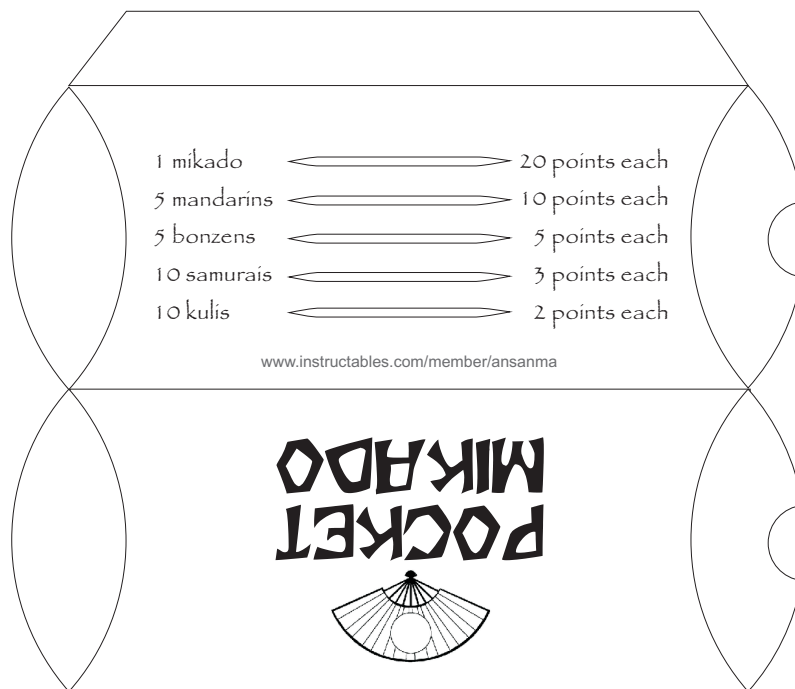 1 mikado 20 points each
5 mandarins 10 points each
5 bonzens 5 points each
10 samurais 3 points each
10 kulis 2 points each
www.instructables.com/member/ansanma
POCKET
MIKADO